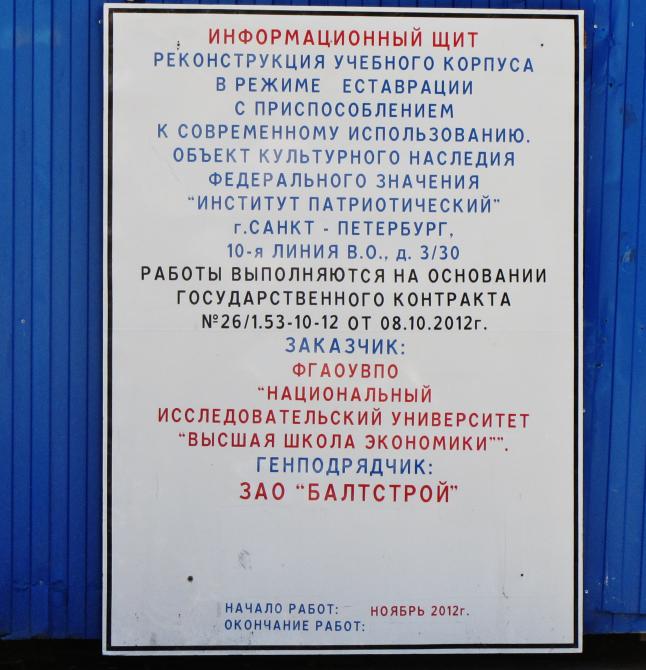 ИНФОРМАЦИОННЫЙ ЩИТ
РЕКОНСТРУКЦИЯ УЧЕБНОГО КОРПУСА
В РЕЖИМЕ ЕСТАВРАЦИИ
С ПРИСПОСОБЛЕНИЕМ
К СОВРЕМЕННОМУ ИСПОЛЬЗОВАНИЮ.
ОБЪЕКТ КУЛЬТУРНОГО НАСЛЕДИЯ
ФЕДЕРАЛЬНОГО ЗНАЧЕНИЯ
“ИНСТИТУТ ПАТРИОТИЧЕСКИЙ”
г.САНКТ - ПЕТЕРБУРГ,
10-я ЛИНИЯ В.О., д. 3/30
РАБОТЫ ВЫПОЛНЯЮТСЯ НА ОСНОВАНИИ
ГОСУДАРСТВЕННОГО КОНТРАКТА
№26/1.53-10-12 ОТ 08.10.2012г.
ЗАКАЗЧИК:
ФГАОУВПО
“НАЦИОНАЛЬНЫЙ
ИССЛЕДОВАТЕЛЬСКИЙ УНИВЕРСИТЕТ
“ВЫСШАЯ ШКОЛА ЭКОНОМИКИ””.
ГЕНПОДРЯДЧИК:
ЗАО “БАЛТСТРОЙ”
НАЧАЛО РАБОТ: НОЯБРЬ 2012г.
ОКОНЧАНИЕ РАБОТ: